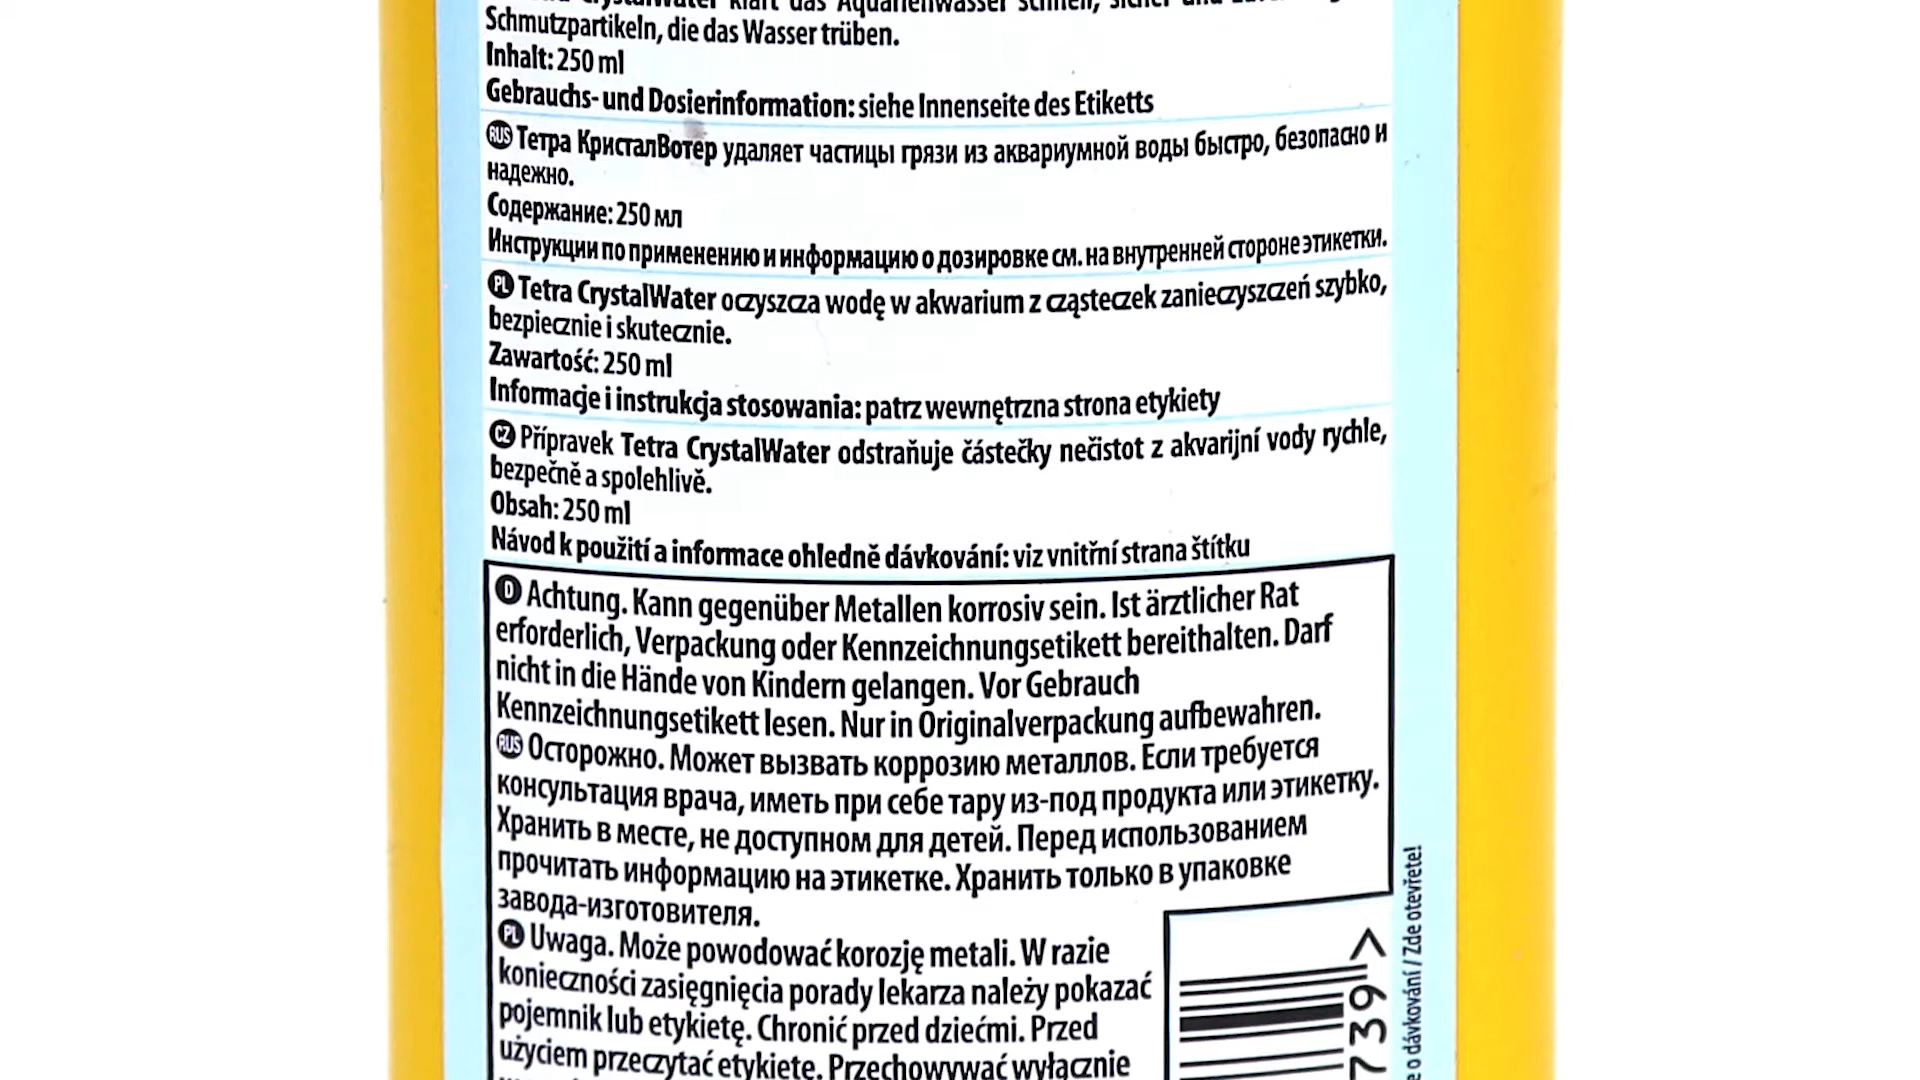 CrystalWater klärt das Aquarienwasser schnell, sicher und
Schmutzpartikeln, die das Wasser trüben.
Inhalt: 250 ml
Gebrauchs- und Dosierinformation: siehe Innenseite des Etiketts
RUS Тетра КристалВотер удаляет частицы грязи из аквариумной воды быстро, безопасно и
надежно.
Содержание: 250 мл
Инструкции по применению и информацию о дозировке см. на внутренней стороне этикетки.
PL Tetra CrystalWater oczyszcza wodę w akwarium z cząsteczek zanieczyszczeń szybko,
bezpiecznie i skutecznie.
Zawartość: 250 ml
Informacje i instrukcja stosowania: patrz wewnętrzna strona etykiety
CZ Přípravek Tetra CrystalWater odstraňuje částečky nečistot z akvarijní vody rychle,
bezpečně a spolehlivě.
Obsah: 250 ml
Návod k použití a informace ohledně dávkování: viz vnitřní strana štítku
D Achtung. Kann gegenüber Metallen korrosiv sein. Ist ärztlicher Rat
erforderlich, Verpackung oder Kennzeichnungsetikett bereithalten. Darf
nicht in die Hände von Kindern gelangen. Vor Gebrauch
Kennzeichnungsetikett lesen. Nur in Originalverpackung aufbewahren.
RUS Осторожно. Может вызвать коррозию металлов. Если требуется
консультация врача, иметь при себе тару из-под продукта или этикетку.
Хранить в месте, не доступном для детей. Перед использованием
прочитать информацию на этикетке. Хранить только в упаковке
завода-изготовителя.
PL Uwaga. Może powodować korozję metali. W razie
konieczności zasięgnięcia porady lekarza należy pokazać
pojemnik lub etykietę. Chronić przed dziećmi. Przed
użyciem przeczytać etykietę. Przechowywać wyłącznie
739>
e o dávkování / Zde otevřete!